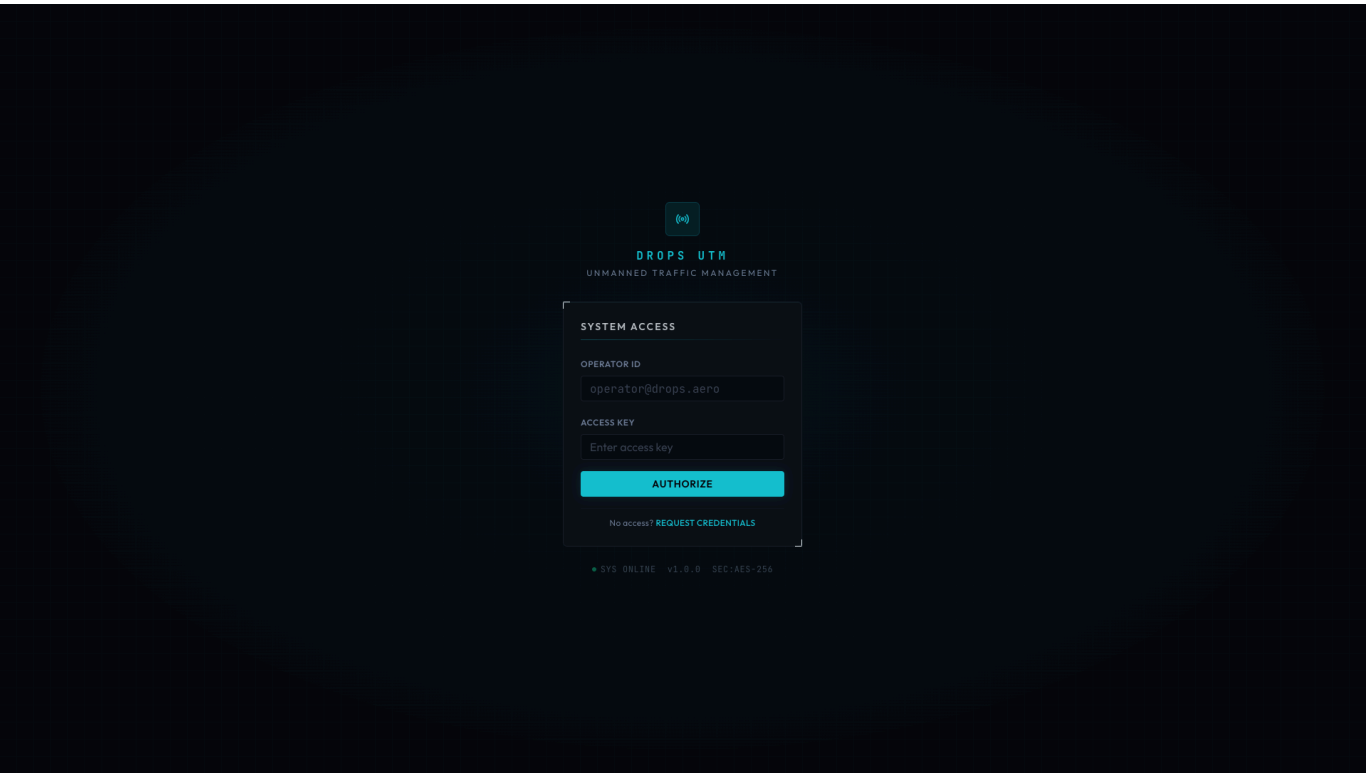 DROPS UTM
UNMANNED TRAFFIC MANAGEMENT
SYSTEM ACCESS
OPERATOR ID
operator@drops.aero
ACCESS KEY
Enter access key
AUTHORIZE
No access? REQUEST CREDENTIALS
SYS ONLINE v1.0.0 SEC:AES-256